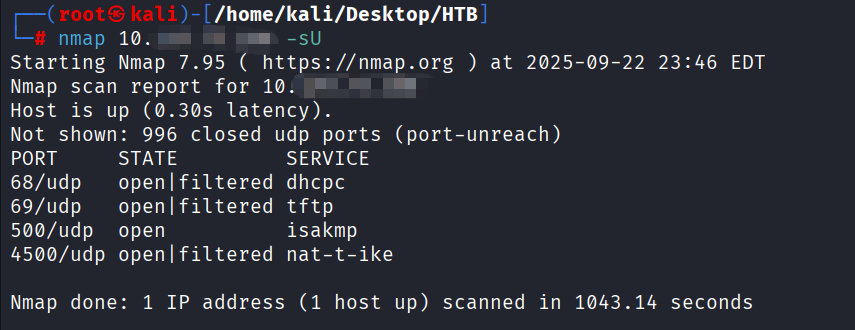 ┌──(root㉿kali)-[/home/kali/Desktop/HTB]
└─# nmap 10. -sU
Starting Nmap 7.95 ( https://nmap.org ) at 2025-09-22 23:46 EDT
Nmap scan report for 10.
Host is up (0.30s latency).
Not shown: 996 closed udp ports (port-unreach)
PORT     STATE         SERVICE
68/udp   open|filtered dhcpc
69/udp   open|filtered tftp
500/udp  open          isakmp
4500/udp open|filtered nat-t-ike
Nmap done: 1 IP address (1 host up) scanned in 1043.14 seconds